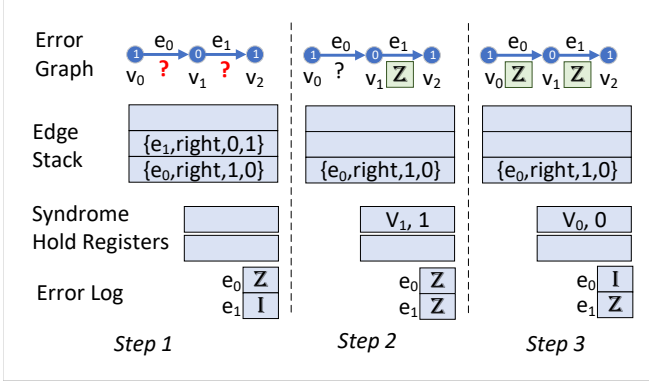 Error Graph
1 e₀ 0 e₁ 1
v₀ ? v₁ ? v₂
1 e₀ 0 e₁ 1
v₀ ? v₁ Z v₂
1 e₀ 0 e₁ 1
v₀ Z v₁ Z v₂
Edge Stack
{e₁,right,0,1}
{e₀,right,1,0}
{e₀,right,1,0}
{e₀,right,1,0}
Syndrome Hold Registers
V₁, 1
V₀, 0
Error Log
e₀ Z
e₁ I
e₀ Z
e₁ Z
e₀ I
e₁ Z
Step 1
Step 2
Step 3